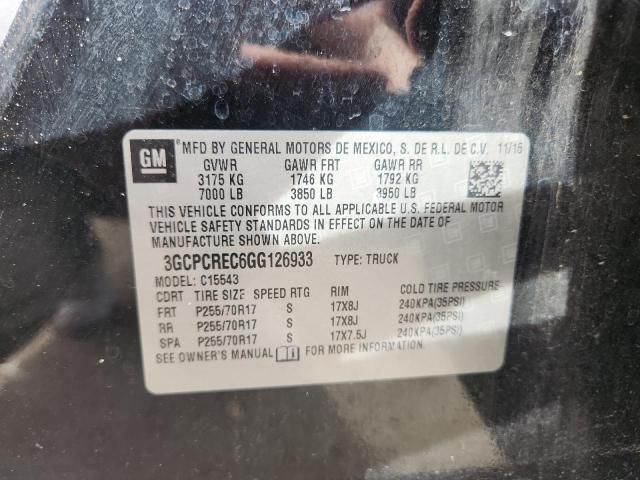 GM
®MFD BY GENERAL MOTORS DE MEXICO, S. DE R.L. DE C.V. 11/15
GVWR GAWR FRT GAWR RR
3175 KG 1746 KG 1792 KG
7000 LB 3850 LB 3950 LB
THIS VEHICLE CONFORMS TO ALL APPLICABLE U.S. FEDERAL MOTOR
VEHICLE SAFETY STANDARDS IN EFFECT ON THE DATE OF
MANUFACTURE SHOWN ABOVE.
3GCPCREC6GG126933 TYPE: TRUCK
MODEL: C15543
CDRT TIRE SIZE SPEED RTG RIM COLD TIRE PRESSURE
FRT P255/70R17 S 17X8J 240KPA(35PSI)
RR P255/70R17 S 17X8J 240KPA(35PSI)
SPA P255/70R17 S 17X7.5J 240KPA(35PSI)
SEE OWNER'S MANUAL FOR MORE INFORMATION.